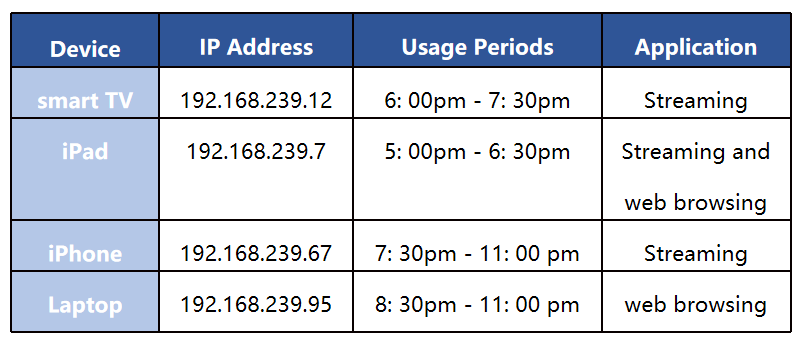 Device IP Address Usage Periods Application
smart TV 192.168.239.12 6: 00pm - 7: 30pm Streaming
iPad 192.168.239.7 5: 00pm - 6: 30pm Streaming and
web browsing
iPhone 192.168.239.67 7: 30pm - 11: 00 pm Streaming
Laptop 192.168.239.95 8: 30pm - 11: 00 pm web browsing